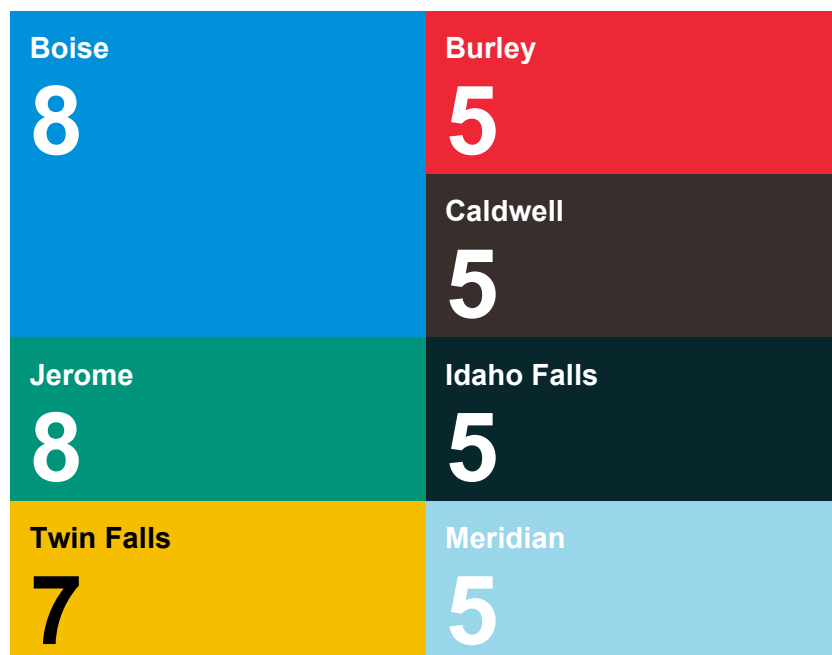 Boise
8
Burley
5
Caldwell
5
Jerome
8
Idaho Falls
5
Twin Falls
7
Meridian
5